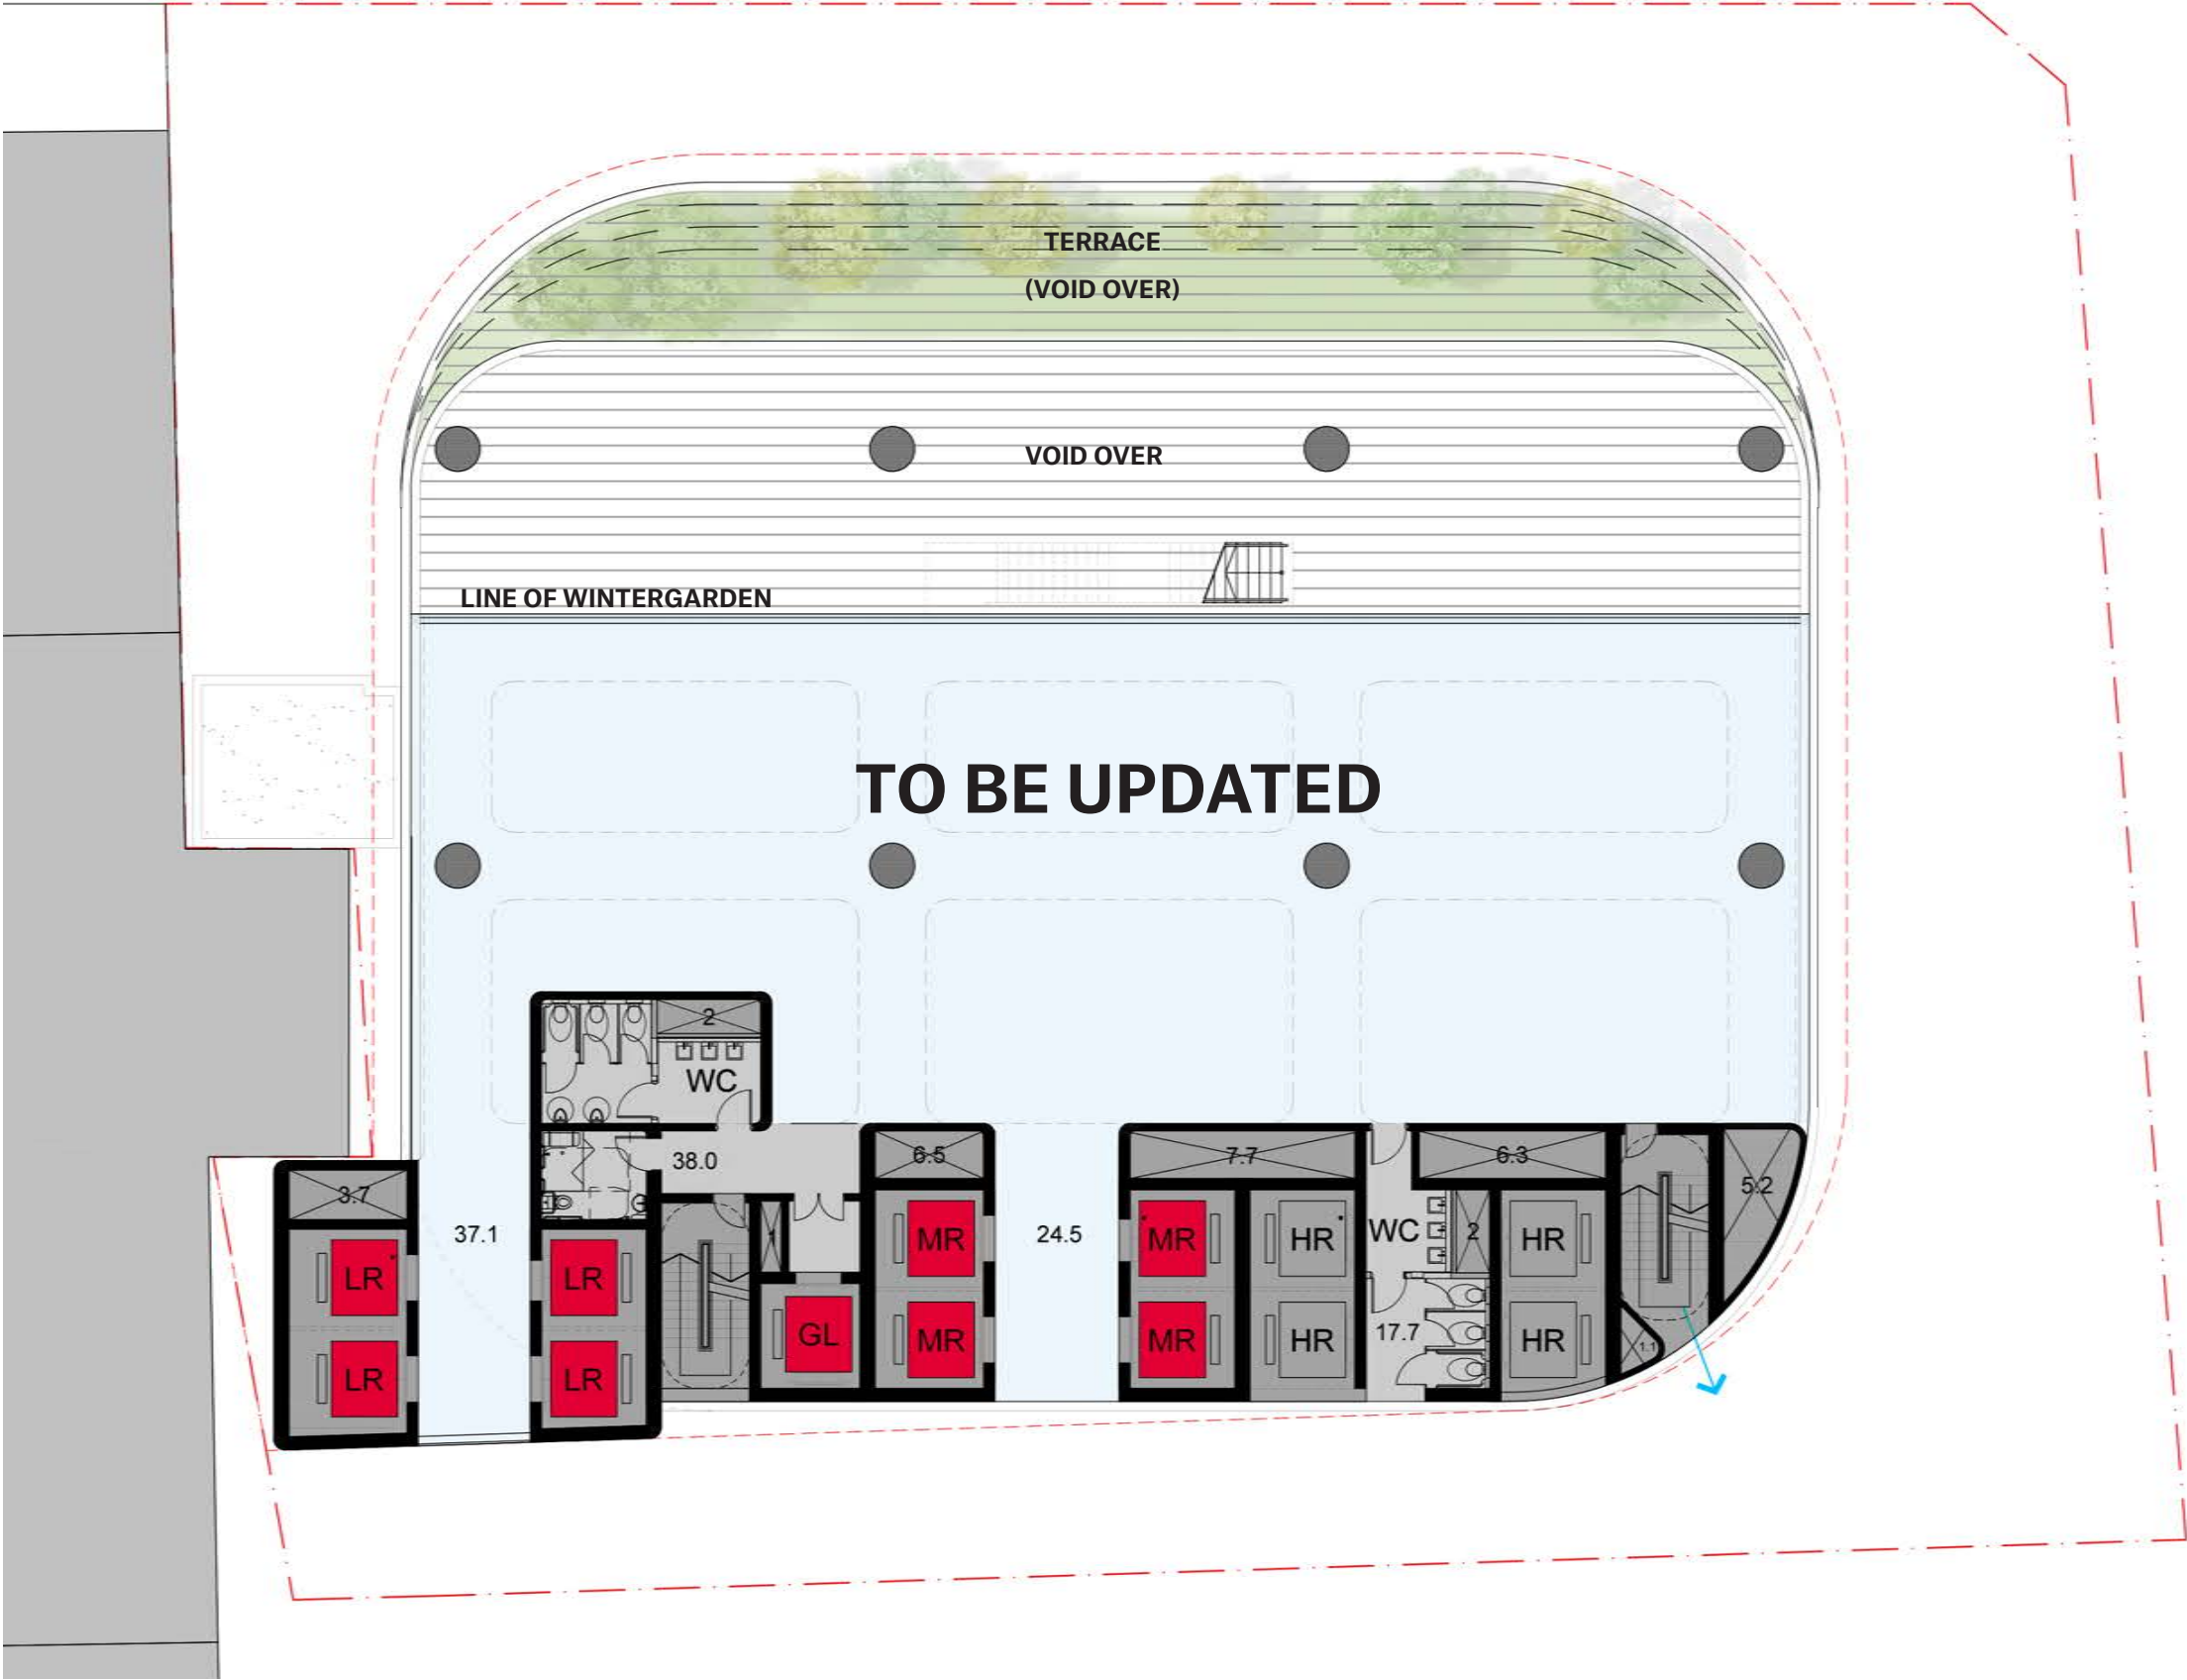 TERRACE
(VOID OVER)
VOID OVER
LINE OF WINTERGARDEN
TO BE UPDATED
2
WC
38.0
6.5
7.7
6.3
5.2
3.7
37.1
1
MR
24.5
MR
HR
WC
2
HR
LR
LR
GL
MR
MR
HR
17.7
HR
1.1
LR
LR